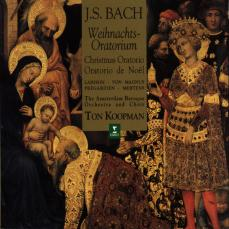 J.S. BACH
Weihnachts-
Oratorium
Christmas Oratorio
Oratorio de Noël
LARSSON · VON MAGNUS
PRÉGARDIEN · MERTENS
The Amsterdam Baroque
Orchestra and Choir
TON KOOPMAN